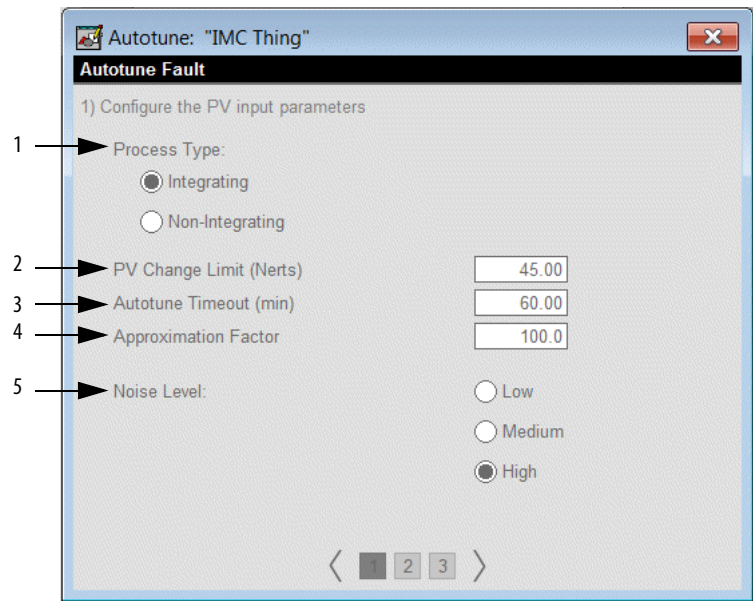 Autotune: "IMC Thing"
Autotune Fault
1) Configure the PV input parameters
1 Process Type:
Integrating
Non-Integrating
2 PV Change Limit (Nerts) 45.00
3 Autotune Timeout (min) 60.00
4 Approximation Factor 100.0
5 Noise Level: Low
Medium
High
1 2 3